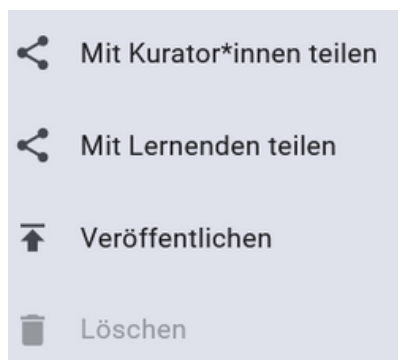 Mit Kurator*innen teilen
Mit Lernenden teilen
Veröffentlichen
Löschen